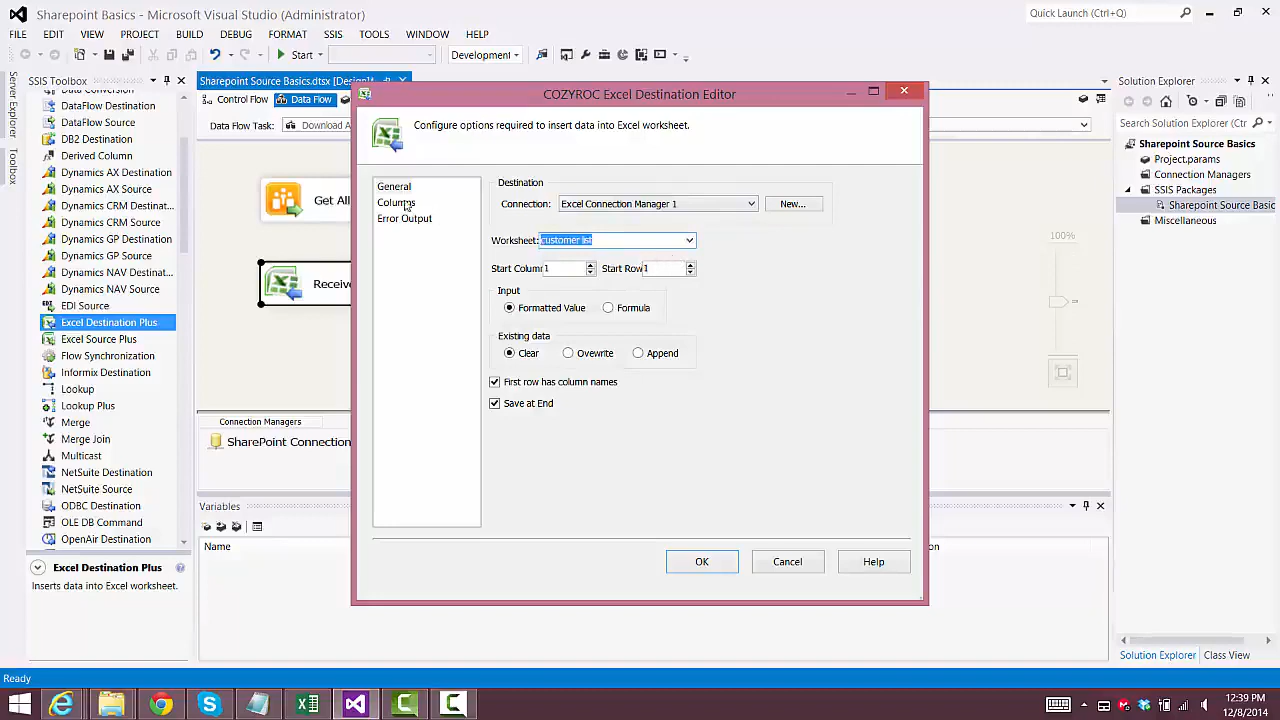 Sharepoint Basics - Microsoft Visual Studio (Administrator)
Quick Launch (Ctrl+Q)
FILE EDIT VIEW PROJECT BUILD DEBUG FORMAT SSIS TOOLS WINDOW HELP
Start
Development
Server Explorer
Toolbox
SSIS Toolbox
DataFlow Destination
DataFlow Source
DB2 Destination
Derived Column
Dynamics AX Destination
Dynamics AX Source
Dynamics CRM Destinat...
Dynamics CRM Source
Dynamics GP Destination
Dynamics GP Source
Dynamics NAV Destinat...
Dynamics NAV Source
EDI Source
Excel Destination Plus
Excel Source Plus
Flow Synchronization
Informix Destination
Lookup
Lookup Plus
Merge
Merge Join
Multicast
NetSuite Destination
NetSuite Source
ODBC Destination
OLE DB Command
OpenAir Destination
Excel Destination Plus
Inserts data into Excel worksheet.
Sharepoint Source Basics.dtsx
Control Flow
Data Flow
Data Flow Task:
Download A
Get All
Receive
100%
Connection Managers
SharePoint Connection
Variables
Name
COZYROC Excel Destination Editor
Configure options required to insert data into Excel worksheet.
General
Columns
Error Output
Destination
Connection: Excel Connection Manager 1 New...
Worksheet: customer list
Start Column 1 Start Row 1
Input
Formatted Value Formula
Existing data
Clear Overwrite Append
First row has column names
Save at End
OK Cancel Help
Solution Explorer
Search Solution Explorer (Ctr
Sharepoint Source Basics
Project.params
Connection Managers
SSIS Packages
Sharepoint Source Basic
Miscellaneous
Solution Explorer Class View
Ready
12:39 PM
12/8/2014